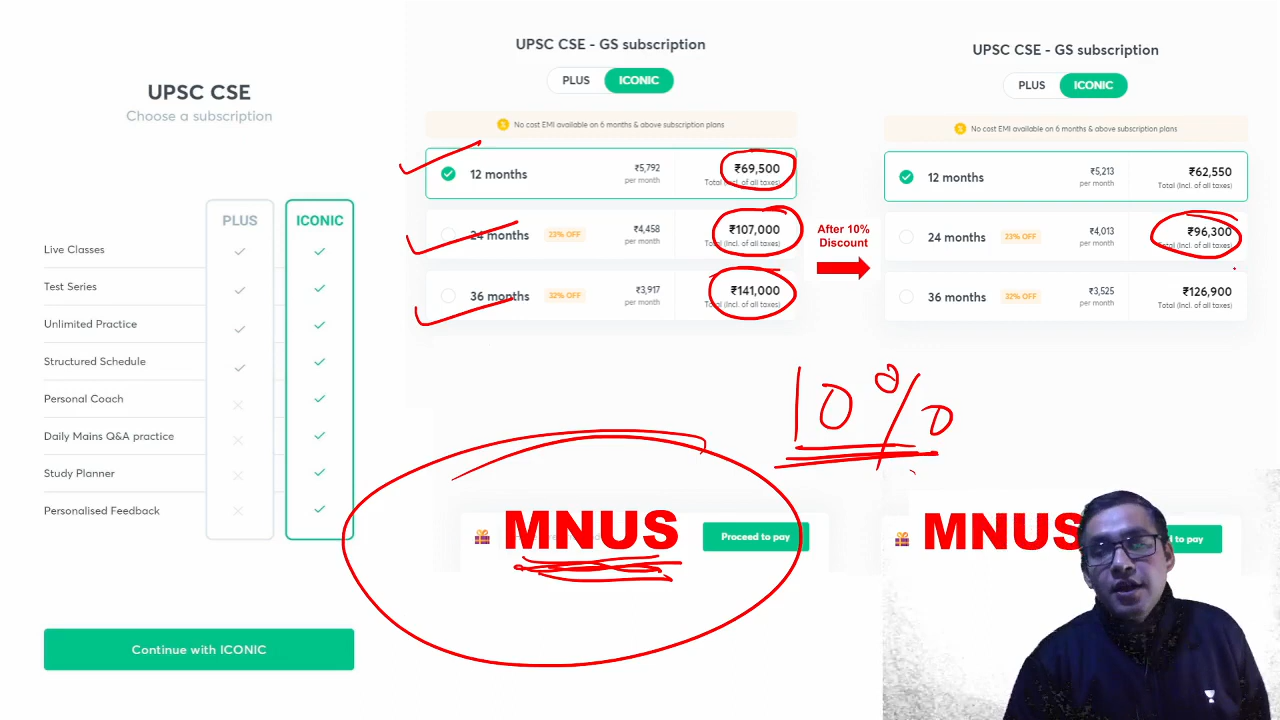 UPSC CSE
Choose a subscription
PLUS ICONIC
Live Classes
Test Series
Unlimited Practice
Structured Schedule
Personal Coach
Daily Mains Q&A practice
Study Planner
Personalised Feedback
Continue with ICONIC
UPSC CSE - GS subscription
PLUS ICONIC
No cost EMI available on 6 months & above subscription plans
12 months ₹5,792 per month ₹69,500
Total (Incl. of all taxes)
24 months 23% OFF ₹4,458 per month ₹107,000
Total (Incl. of all taxes)
36 months 32% OFF ₹3,917 per month ₹141,000
Total (Incl. of all taxes)
After 10%
Discount
10%
MNUS
Proceed to pay
UPSC CSE - GS subscription
PLUS ICONIC
No cost EMI available on 6 months & above subscription plans
12 months ₹5,213 per month ₹62,550
Total (Incl. of all taxes)
24 months 23% OFF ₹4,013 per month ₹96,300
Total (Incl. of all taxes)
36 months 32% OFF ₹3,525 per month ₹126,900
Total (Incl. of all taxes)
MNUS
to pay